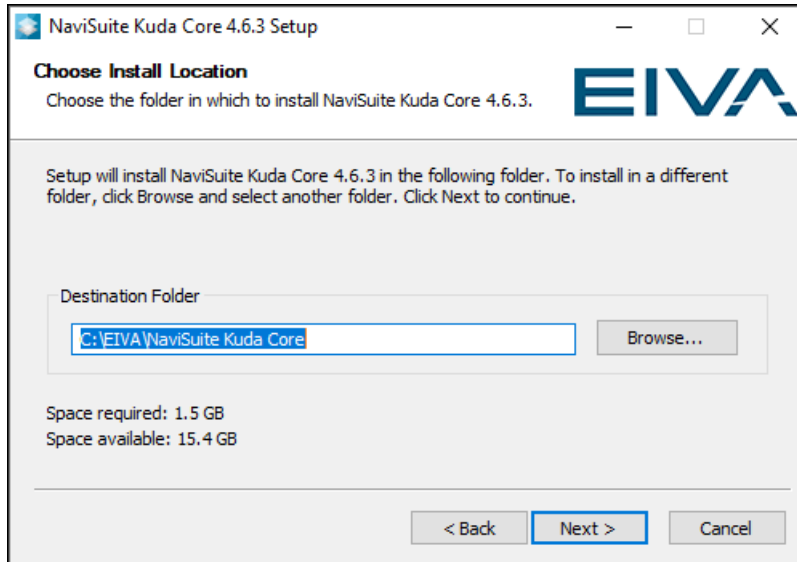 NaviSuite Kuda Core 4.6.3 Setup
Choose Install Location
Choose the folder in which to install NaviSuite Kuda Core 4.6.3.
EIVA
Setup will install NaviSuite Kuda Core 4.6.3 in the following folder. To install in a different
folder, click Browse and select another folder. Click Next to continue.
Destination Folder
C:\EIVA\NaviSuite Kuda Core
Browse...
Space required: 1.5 GB
Space available: 15.4 GB
< Back
Next >
Cancel